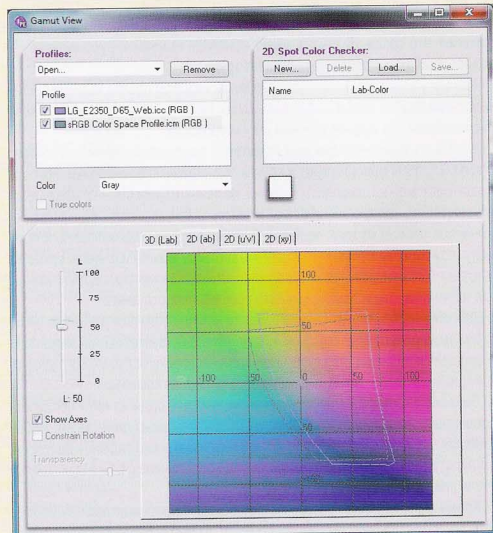 Gamut View
Profiles:
Open...
Remove
Profile
LG_E2350_D65_Web.icc (RGB )
sRGB Color Space Profile.icm (RGB )
Color
Gray
True colors
2D Spot Color Checker:
New...
Delete
Load...
Save...
Name
Lab-Color
3D (Lab)
2D (ab)
2D (u'v')
2D (xy)
L
100
75
50
25
0
L: 50
Show Axes
Constrain Rotation
Transparency
100
50
-100
50
0
50
100
50